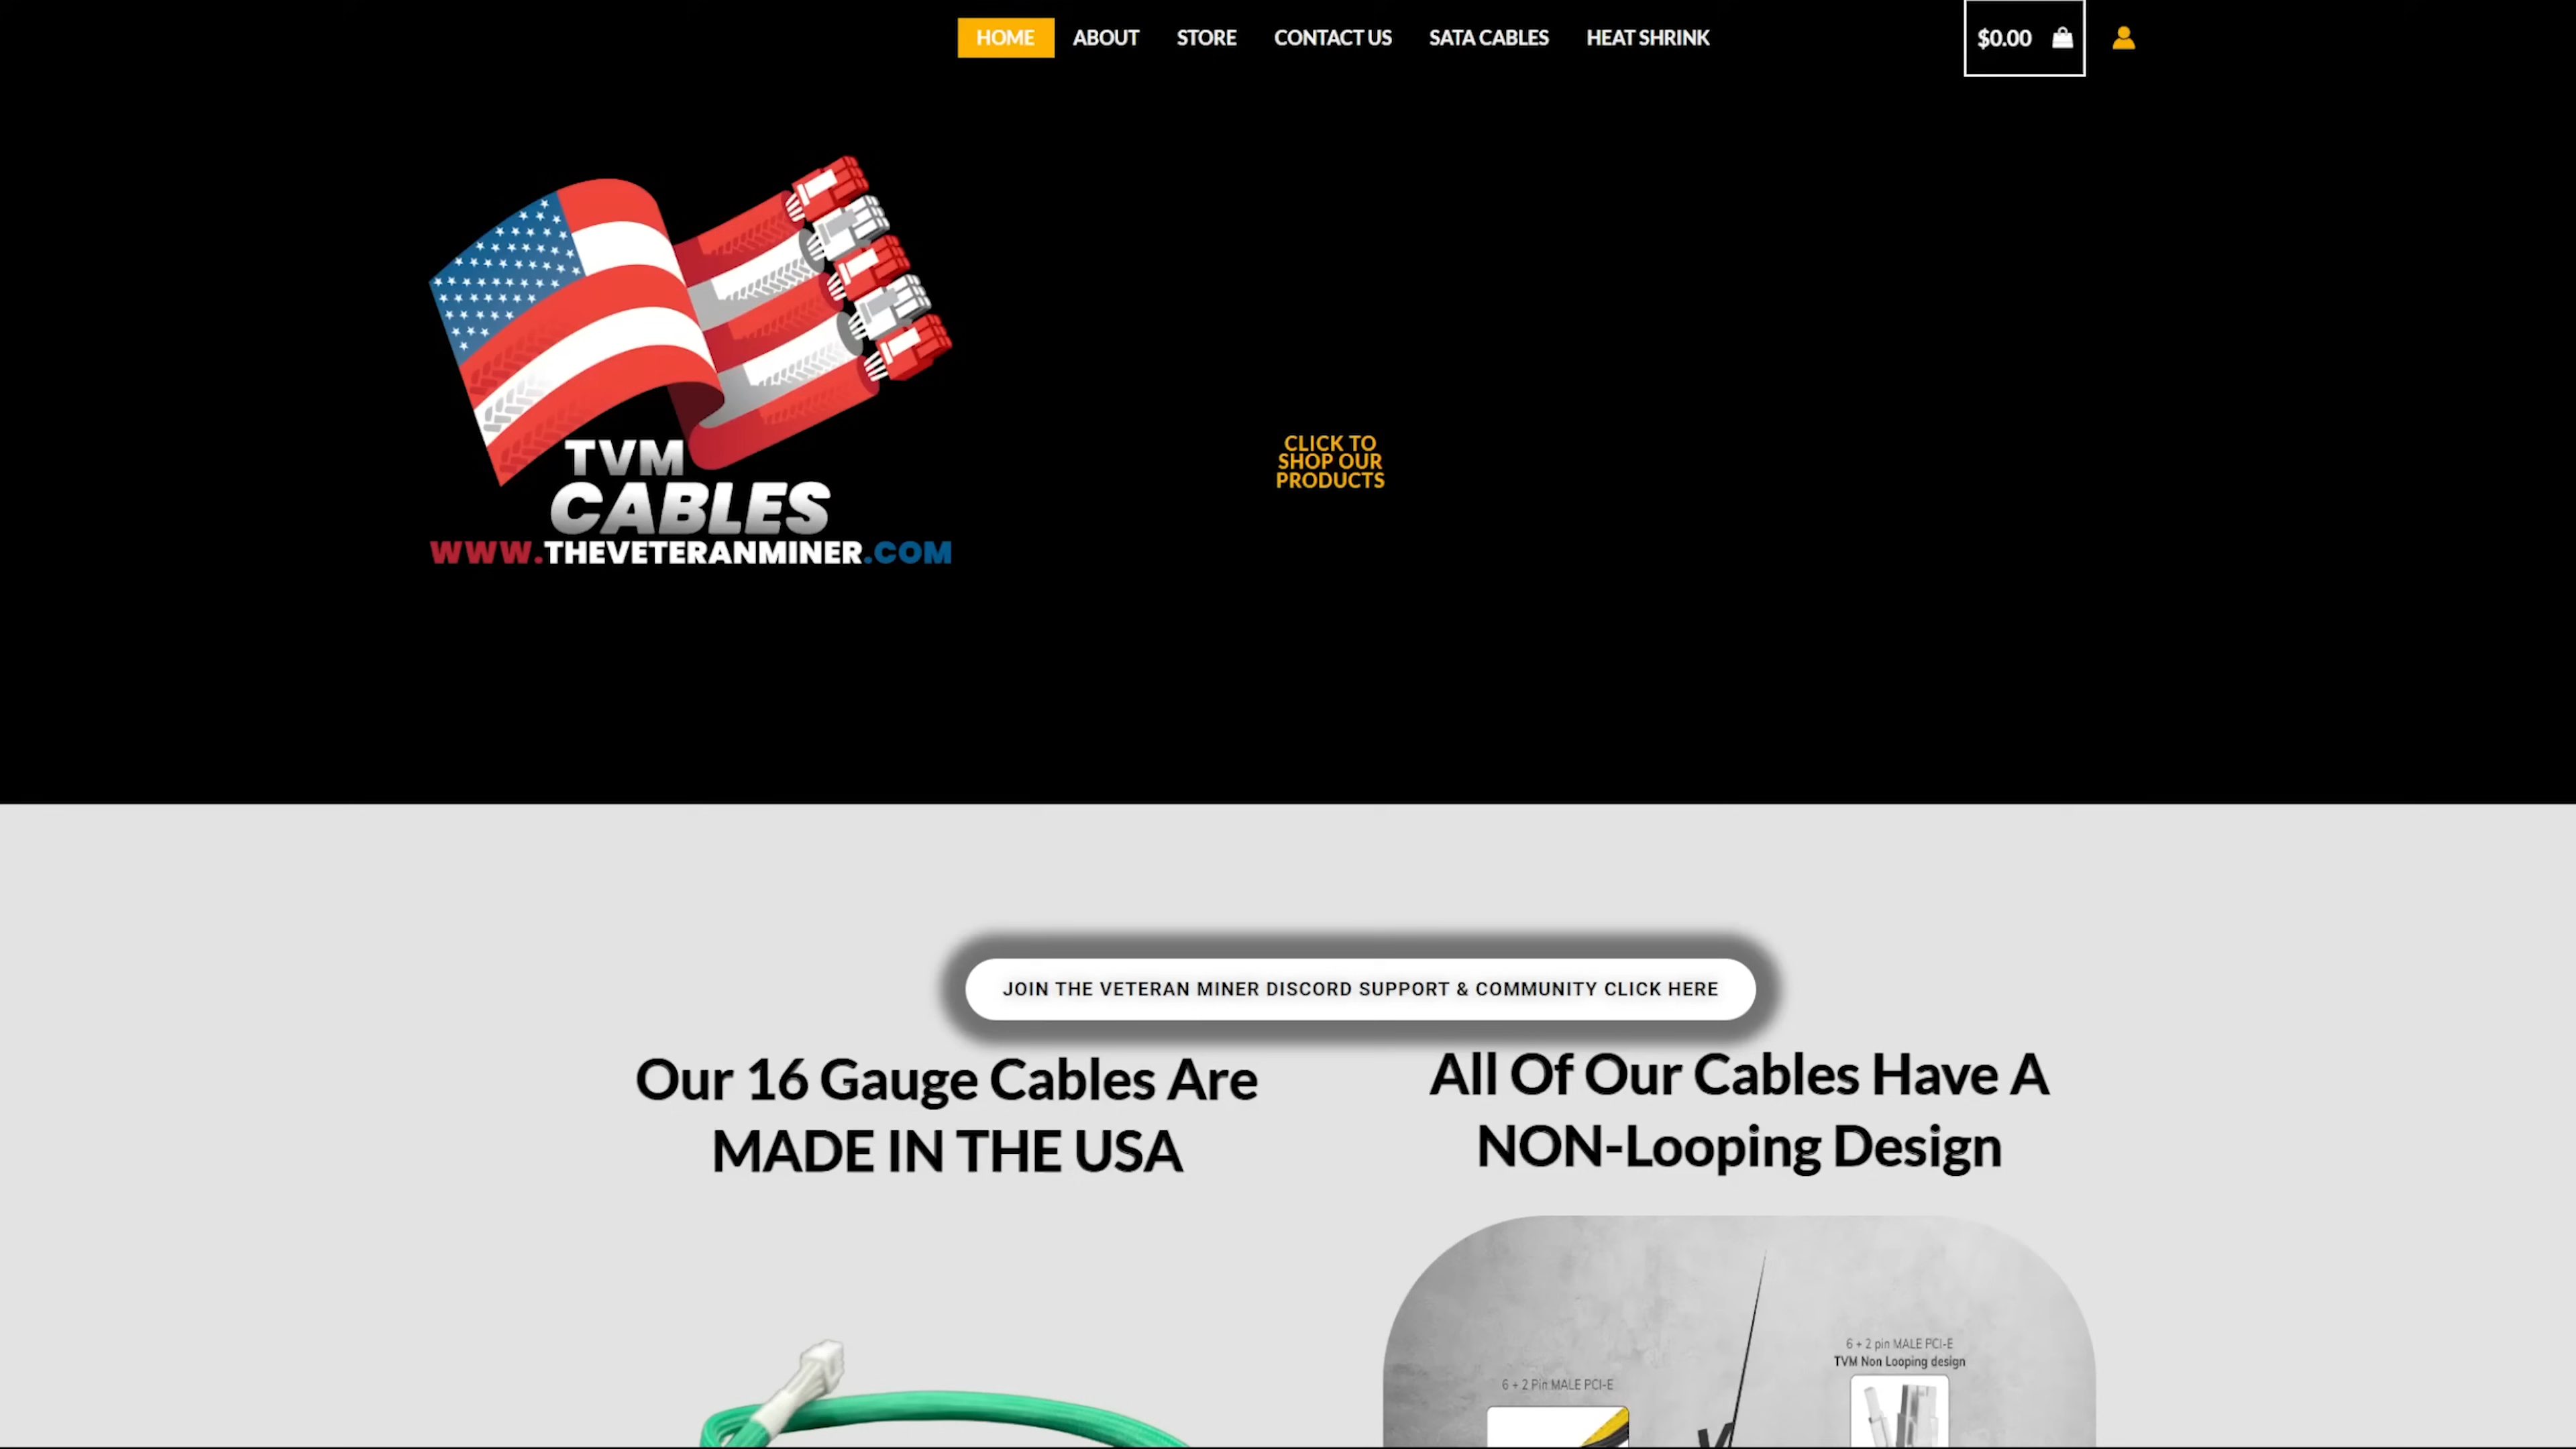 HOME
ABOUT
STORE
CONTACT US
SATA CABLES
HEAT SHRINK
$0.00
TVM
CABLES
WWW.THEVETERANMINER.COM
CLICK TO
SHOP OUR
PRODUCTS
JOIN THE VETERAN MINER DISCORD SUPPORT & COMMUNITY CLICK HERE
Our 16 Gauge Cables Are
MADE IN THE USA
All Of Our Cables Have A
NON-Looping Design
6 + 2 Pin MALE PCI-E
6 + 2 pin MALE PCI-E
TVM Non Looping design